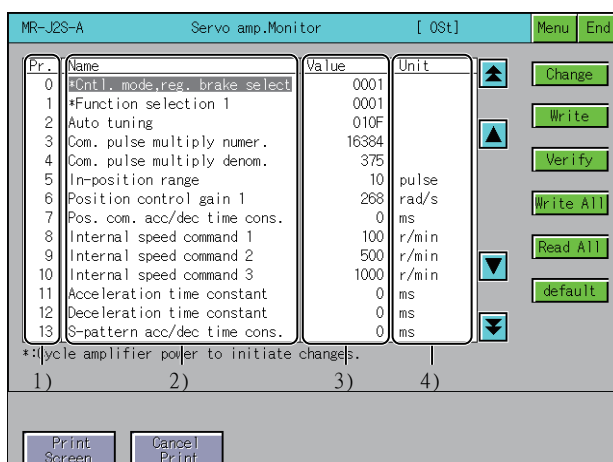 MR-J2S-A Servo amp.Monitor [ 0St] Menu End
Pr. Name Value Unit
0 *Cntl. mode,reg. brake select 0001
1 *Function selection 1 0001
2 Auto tuning 010F
3 Com. pulse multiply numer. 16384
4 Com. pulse multiply denom. 375
5 In-position range 10 pulse
6 Position control gain 1 268 rad/s
7 Pos. com. acc/dec time cons. 0 ms
8 Internal speed command 1 100 r/min
9 Internal speed command 2 500 r/min
10 Internal speed command 3 1000 r/min
11 Acceleration time constant 0 ms
12 Deceleration time constant 0 ms
13 S-pattern acc/dec time cons. 0 ms
*:Cycle amplifier power to initiate changes.
1) 2) 3) 4)
Change
Write
Verify
Write All
Read All
default
Print
Screen
Cancel
Print